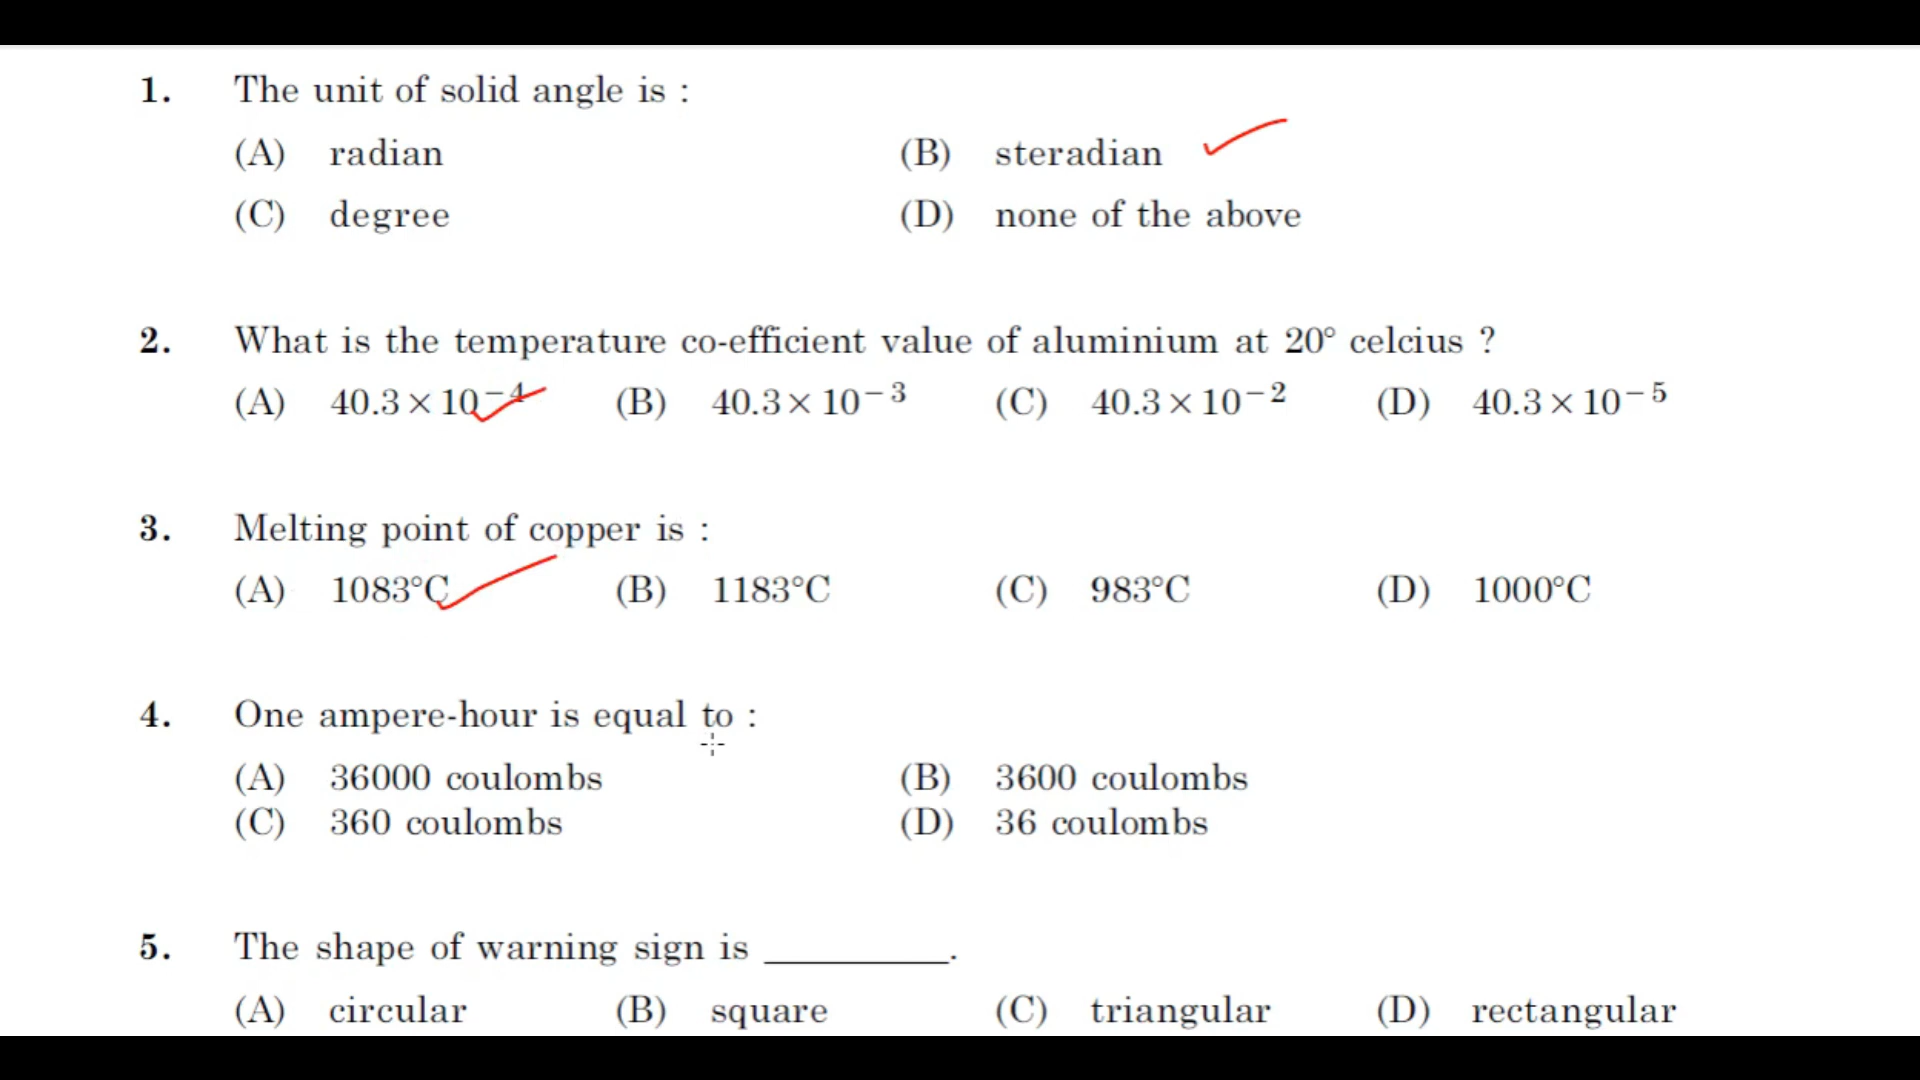 1. The unit of solid angle is :
(A) radian (B) steradian
(C) degree (D) none of the above
2. What is the temperature co-efficient value of aluminium at 20° celcius ?
(A) 40.3 × 10⁻⁴ (B) 40.3 × 10⁻³ (C) 40.3 × 10⁻² (D) 40.3 × 10⁻⁵
3. Melting point of copper is :
(A) 1083°C (B) 1183°C (C) 983°C (D) 1000°C
4. One ampere-hour is equal to :
(A) 36000 coulombs (B) 3600 coulombs
(C) 360 coulombs (D) 36 coulombs
5. The shape of warning sign is _________.
(A) circular (B) square (C) triangular (D) rectangular